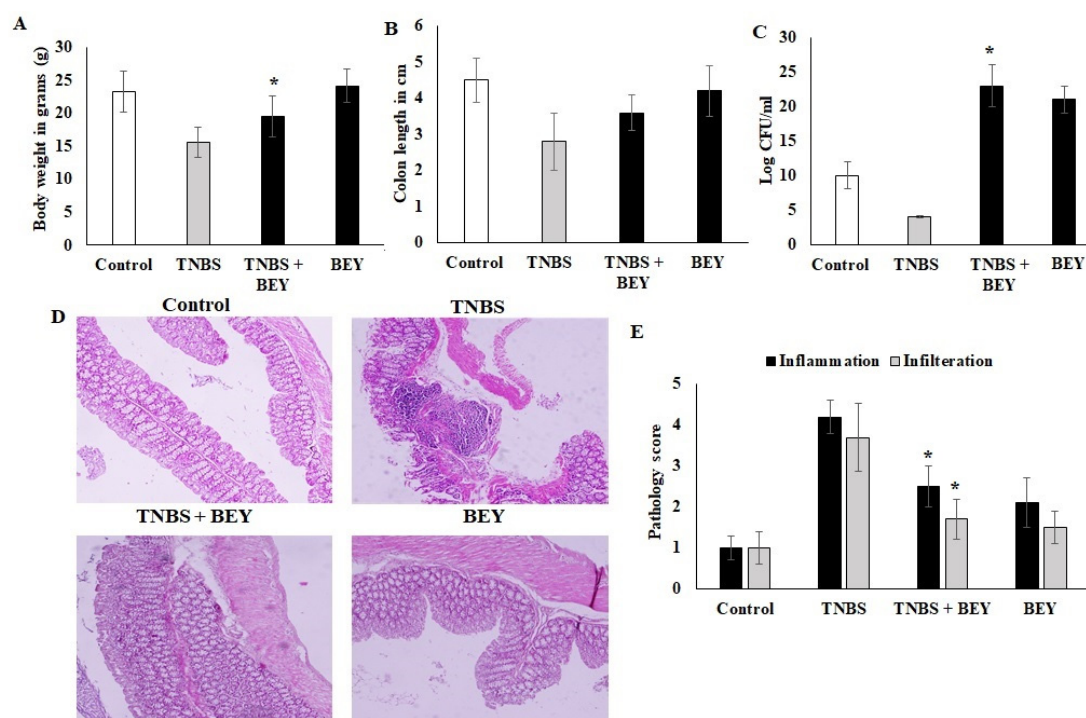 A
Body weight in grams (g)
30
25
20
15
10
5
0
*
Control
TNBS
TNBS +
BEY
BEY
B
Colon length in cm
6
5
4
3
2
1
0
Control
TNBS
TNBS +
BEY
BEY
C
Log CFU/ml
30
25
20
15
10
5
0
*
Control
TNBS
TNBS +
BEY
BEY
D
Control
TNBS
TNBS + BEY
BEY
E
Inflammation
Infilteration
Pathology score
5
4
3
2
1
0
*
*
Control
TNBS
TNBS + BEY
BEY